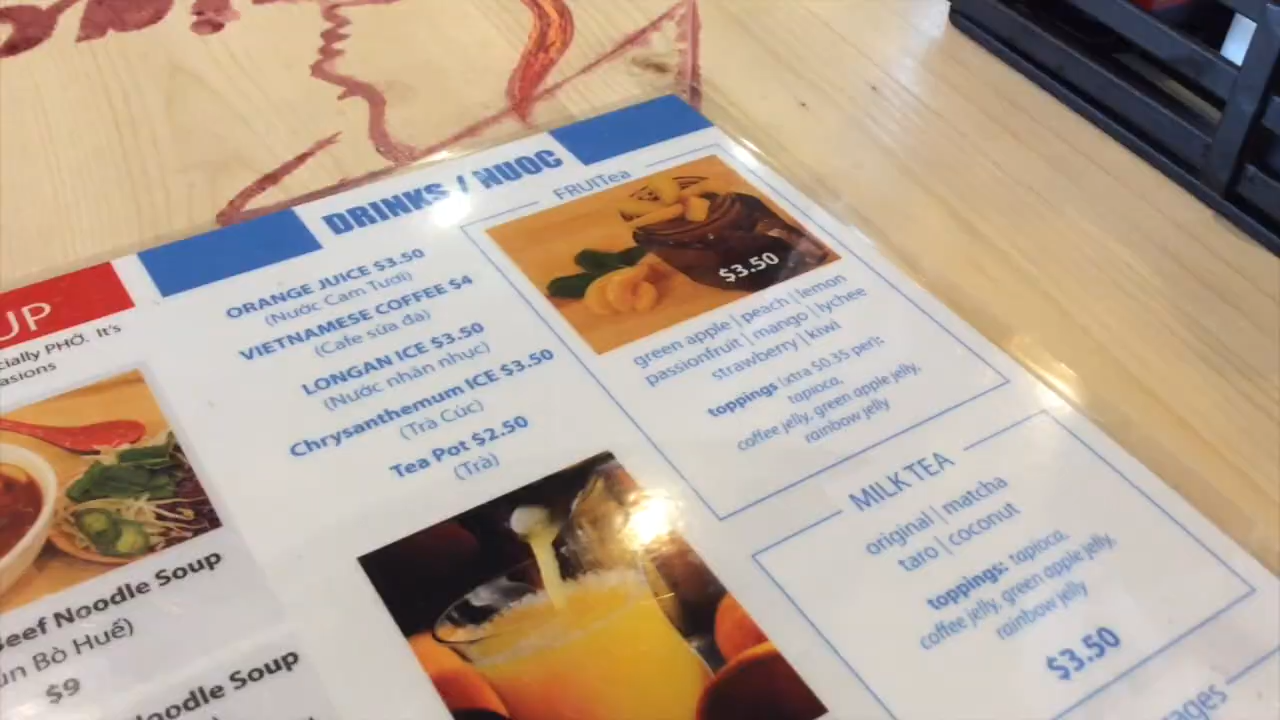 DRINKS / NUOC
ORANGE JUICE $3.50
(Nước Cam Tươi)
VIETNAMESE COFFEE $4
(Cafe sữa đá)
LONGAN ICE $3.50
(Nước nhãn nhục)
Chrysanthemum ICE $3.50
(Trà Cúc)
Tea Pot $2.50
(Trà)
FRUITea
$3.50
green apple | peach | lemon
passionfruit | mango | lychee
strawberry | kiwi
toppings (xtra $0.35 per):
tapioca,
coffee jelly, green apple jelly,
rainbow jelly
MILK TEA
original | matcha
taro | coconut
toppings: tapioca,
coffee jelly, green apple jelly,
rainbow jelly
$3.50
UP
cially PHỞ. It's
asions
Beef Noodle Soup
ún Bò Huế)
$9
Noodle Soup
ages